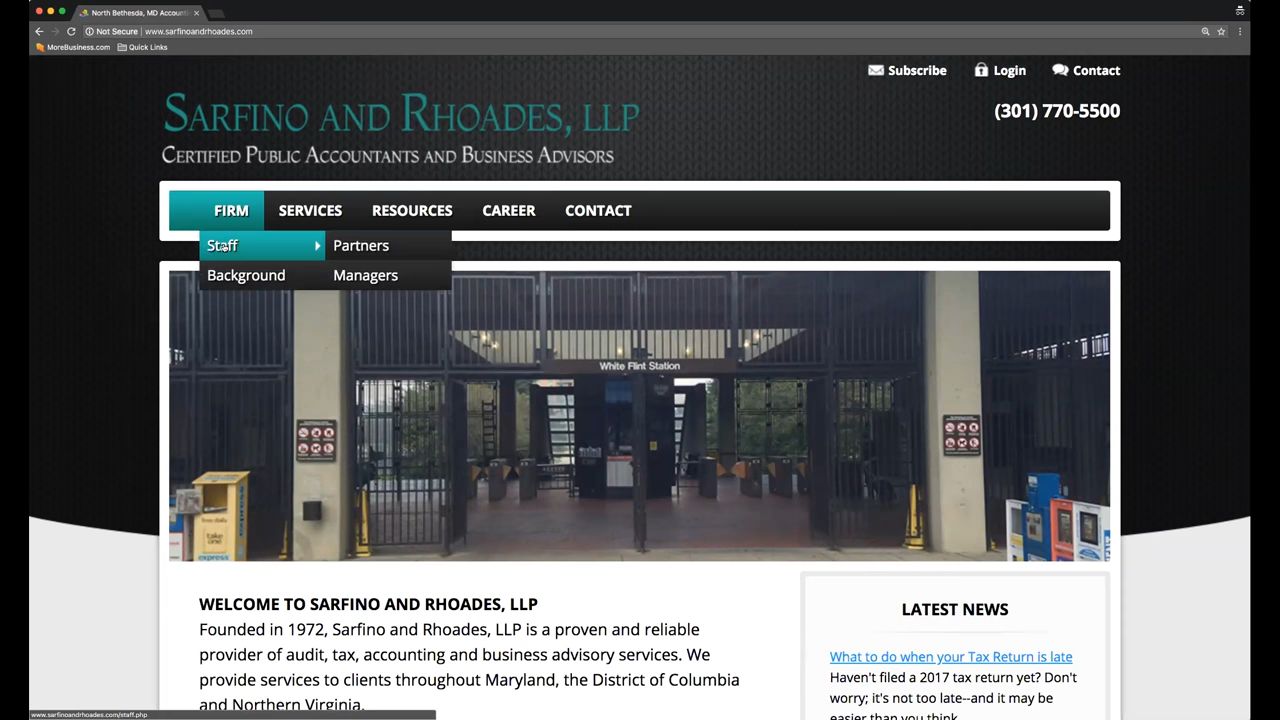 North Bethesda, MD Accoun
Not Secure | www.sarfinoandrhoades.com
MoreBusiness.com Quick Links
Subscribe Login Contact
SARFINO AND RHOADES, LLP
(301) 770-5500
CERTIFIED PUBLIC ACCOUNTANTS AND BUSINESS ADVISORS
FIRM SERVICES RESOURCES CAREER CONTACT
Staff Partners
Background Managers
White Flint Station
take
one
express
WELCOME TO SARFINO AND RHOADES, LLP
Founded in 1972, Sarfino and Rhoades, LLP is a proven and reliable
provider of audit, tax, accounting and business advisory services. We
provide services to clients throughout Maryland, the District of Columbia
and Northern Virginia.
LATEST NEWS
What to do when your Tax Return is late
Haven't filed a 2017 tax return yet? Don't
worry; it's not too late--and it may be
easier than you think.
www.sarfinoandrhoades.com/staff.php